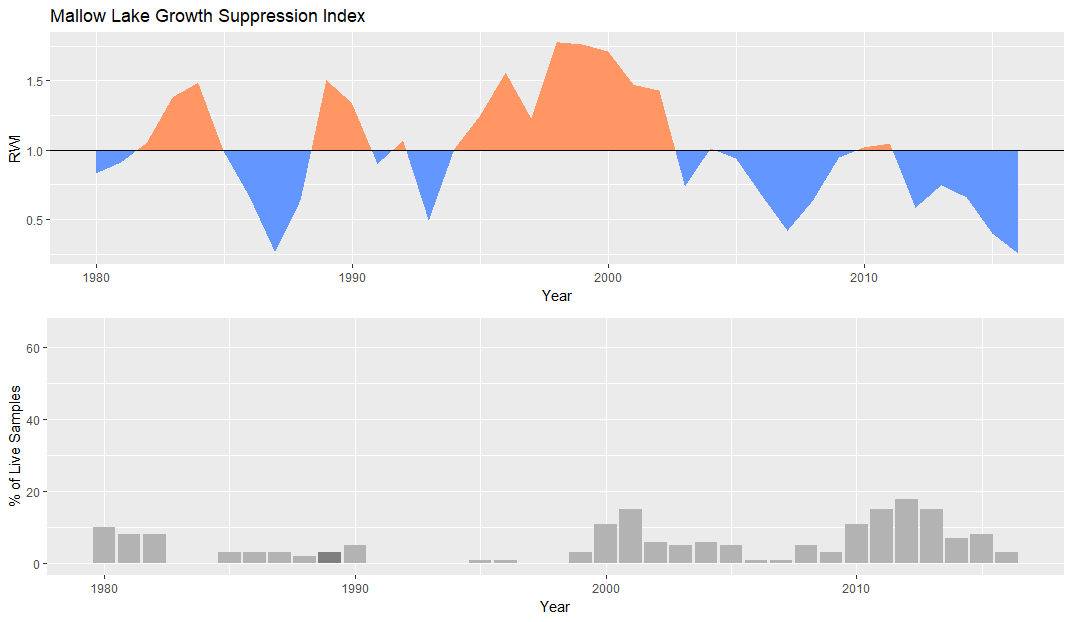 Mallow Lake Growth Suppression Index
RWI
1.5
1.0
0.5
1980 1990 2000 2010
Year
% of Live Samples
60
40
20
0
1980 1990 2000 2010
Year